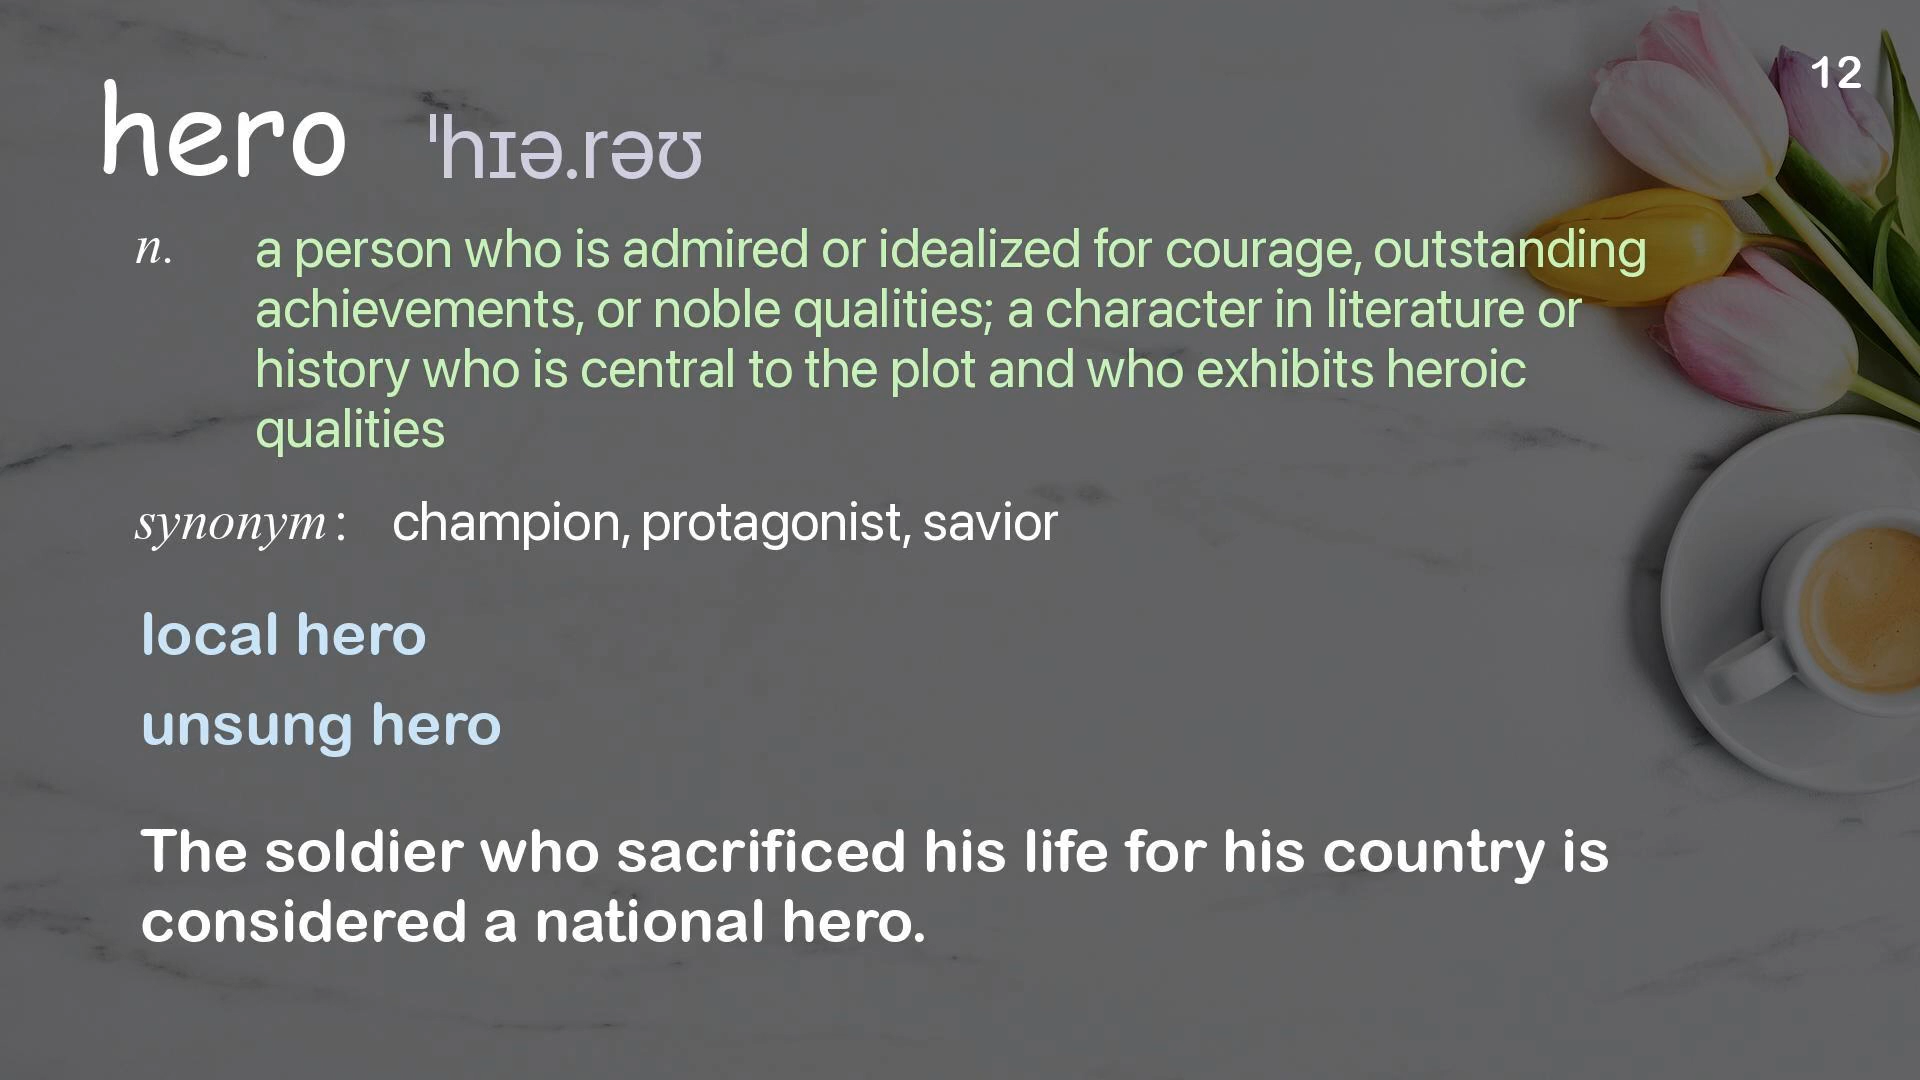 12
hero ˈhɪə.rəʊ
n. a person who is admired or idealized for courage, outstanding
achievements, or noble qualities; a character in literature or
history who is central to the plot and who exhibits heroic
qualities
synonym: champion, protagonist, savior
local hero
unsung hero
The soldier who sacrificed his life for his country is
considered a national hero.